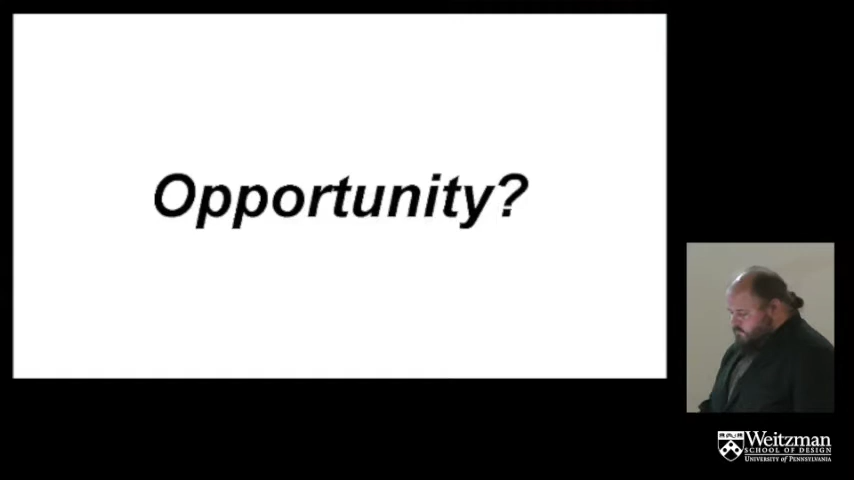 Opportunity?
Weitzman
SCHOOL OF DESIGN
UNIVERSITY of PENNSYLVANIA